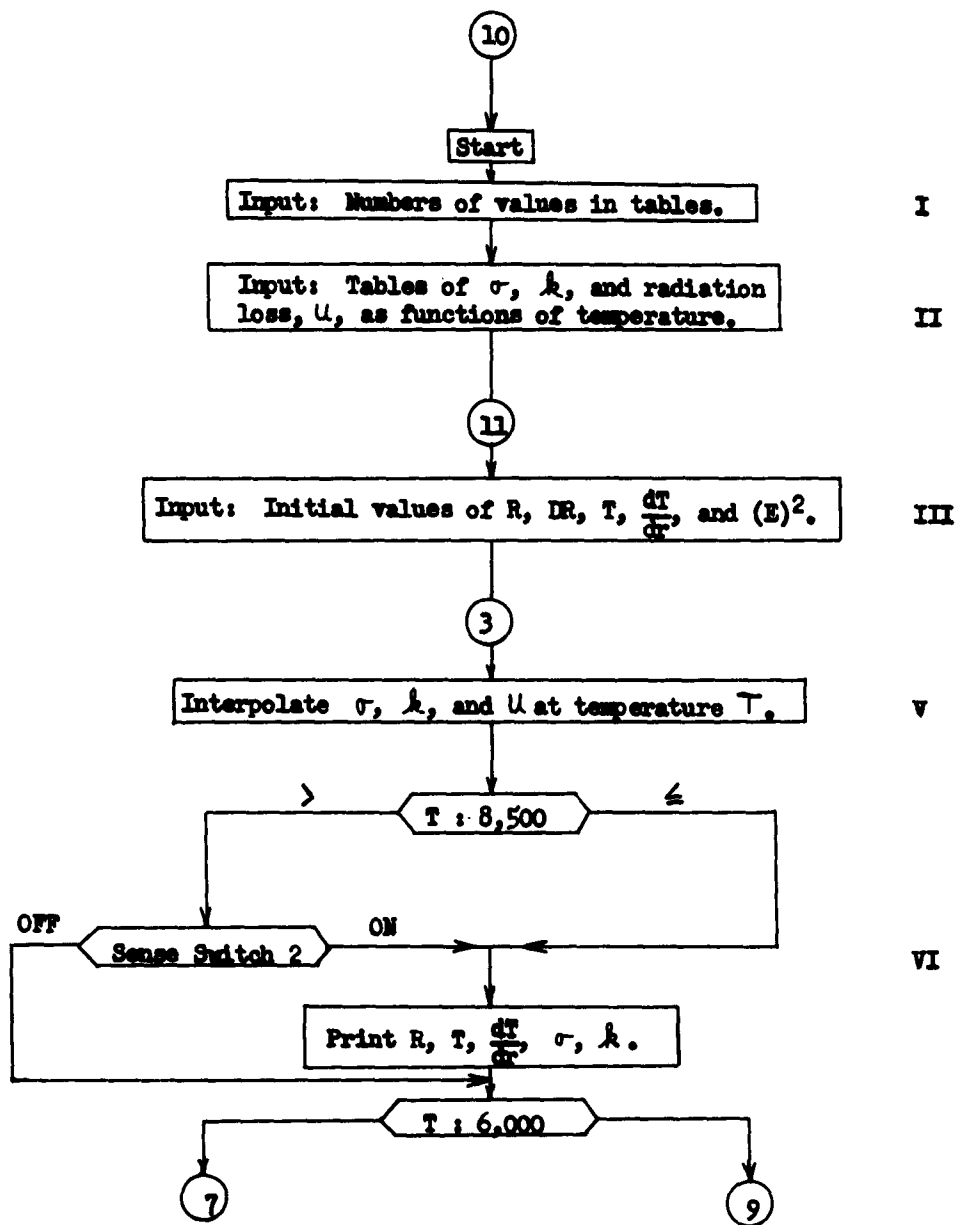 10
Start
Input: Numbers of values in tables.
I
Input: Tables of σ, k, and radiation
loss, U, as functions of temperature.
II
11
Input: Initial values of R, DR, T, dT/dr, and (E)².
III
3
Interpolate σ, k, and U at temperature T.
V
> ≤
T : 8,500
OFF ON
Sense Switch 2
VI
Print R, T, dT/dr, σ, k.
T : 6,000
7 9